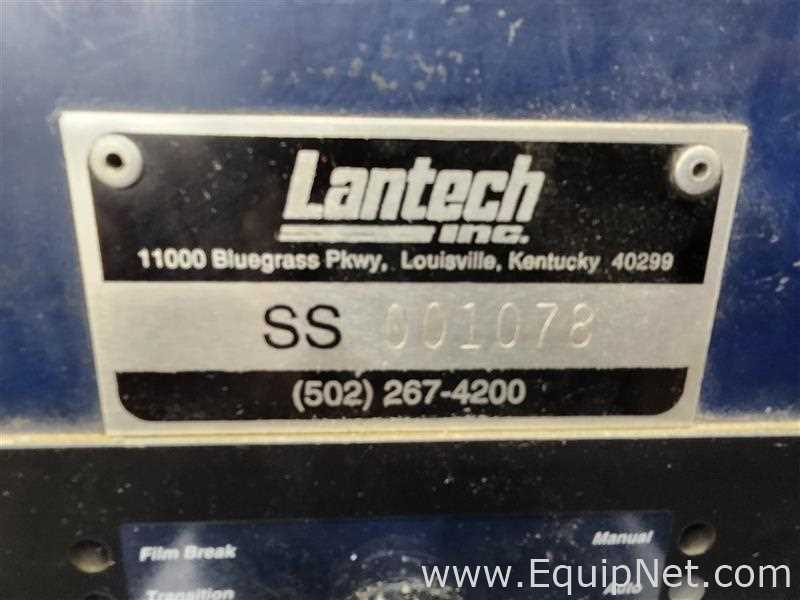 Lantech
inc.
11000 Bluegrass Pkwy, Louisville, Kentucky 40299
SS 001078
(502) 267-4200
Film Break
Manual
Transition
Auto
www.EquipNet.com